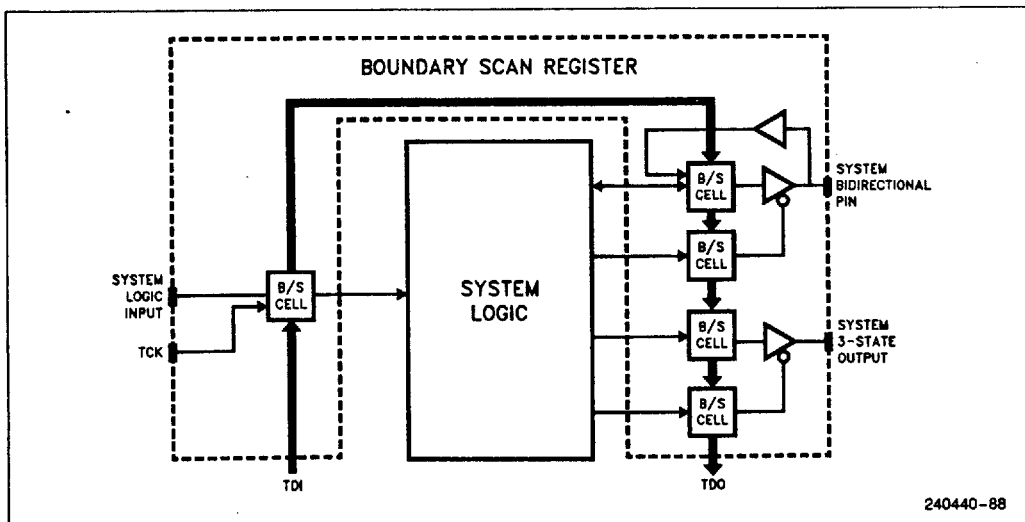 BOUNDARY SCAN REGISTER
B/S
CELL
SYSTEM
BIDIRECTIONAL
PIN
B/S
CELL
SYSTEM
LOGIC
INPUT
B/S
CELL
SYSTEM
LOGIC
B/S
CELL
SYSTEM
3-STATE
OUTPUT
TCK
B/S
CELL
TDI
TDO
240440-88